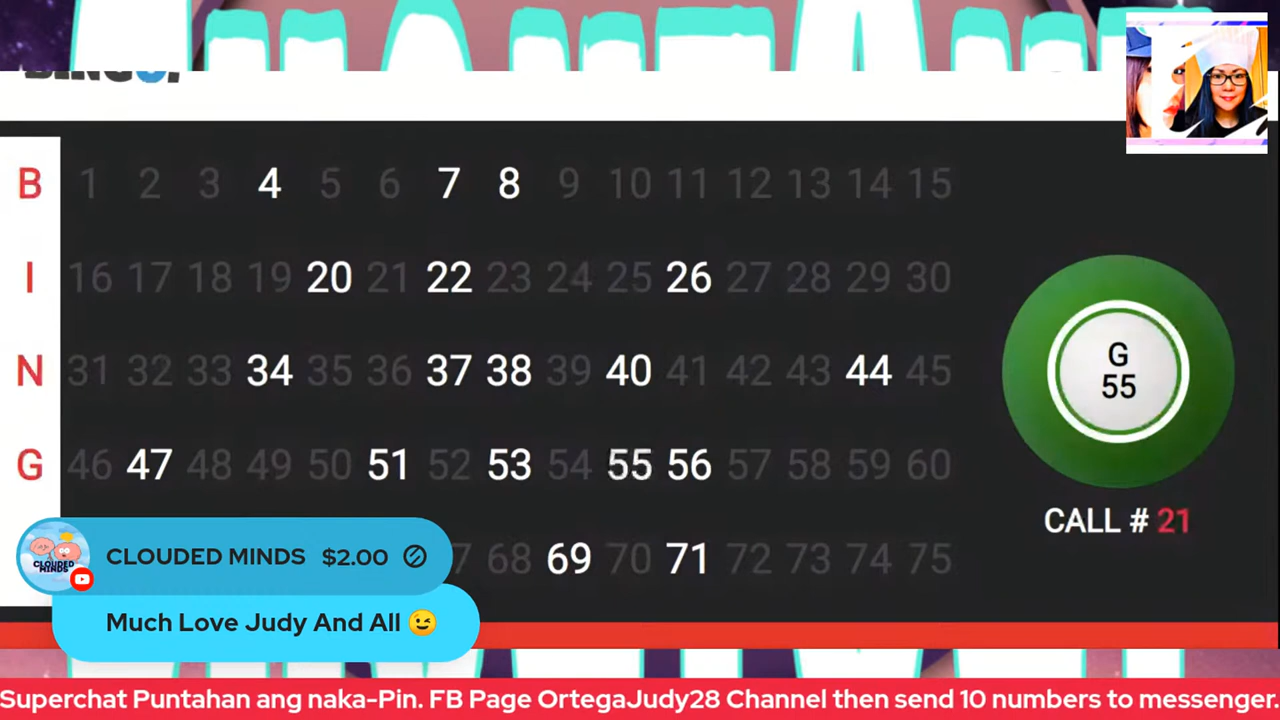 B 1 2 3 4 5 6 7 8 9 10 11 12 13 14 15
I 16 17 18 19 20 21 22 23 24 25 26 27 28 29 30
N 31 32 33 34 35 36 37 38 39 40 41 42 43 44 45
G 46 47 48 49 50 51 52 53 54 55 56 57 58 59 60
68 69 70 71 72 73 74 75
G
55
CALL # 21
CLOUDED MINDS
CLOUDED MINDS $2.00
Much Love Judy And All 😉
Superchat Puntahan ang naka-Pin. FB Page OrtegaJudy28 Channel then send 10 numbers to messenger.